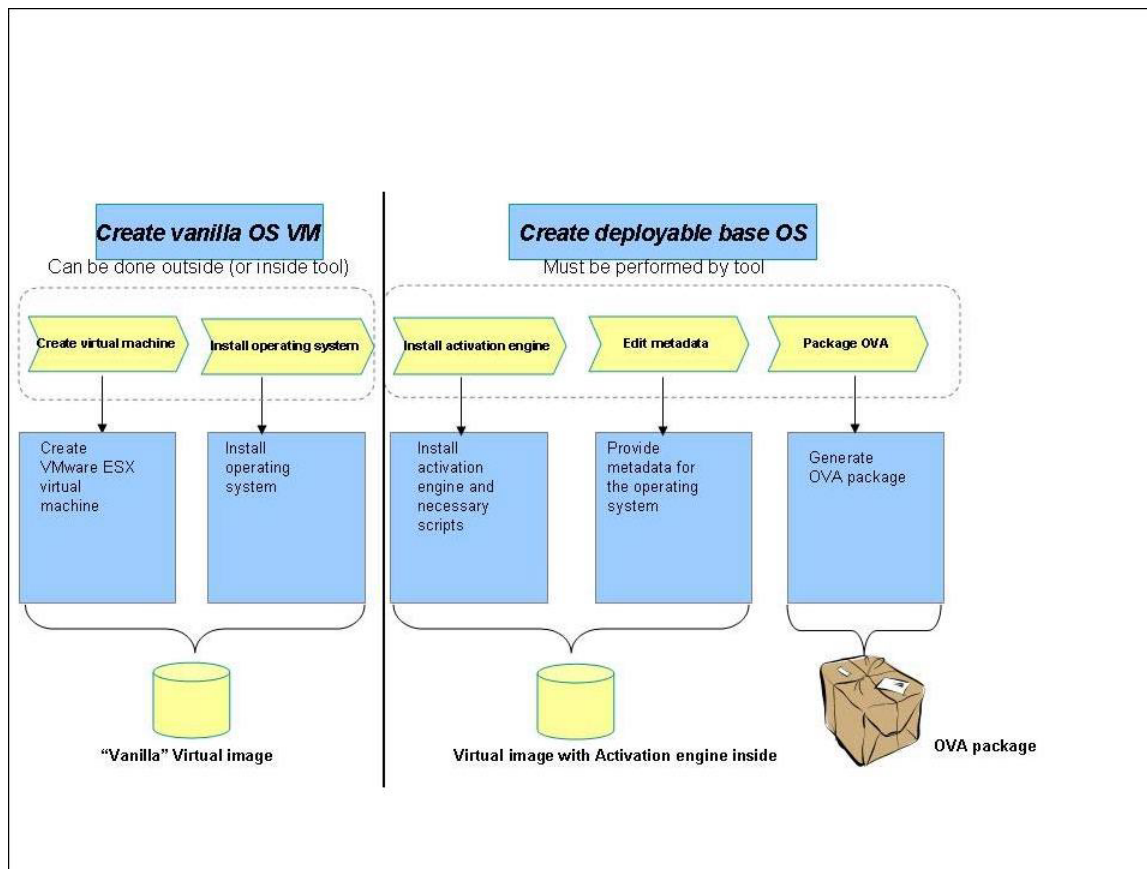 Create vanilla OS VM
Can be done outside (or inside tool)
Create deployable base OS
Must be performed by tool
Create virtual machine
Install operating system
Install activation engine
Edit metadata
Package OVA
Create
VMware ESX
virtual
machine
Install
operating
system
Install
activation
engine and
necessary
scripts
Provide
metadata for
the operating
system
Generate
OVA package
“Vanilla” Virtual image
Virtual image with Activation engine inside
OVA package